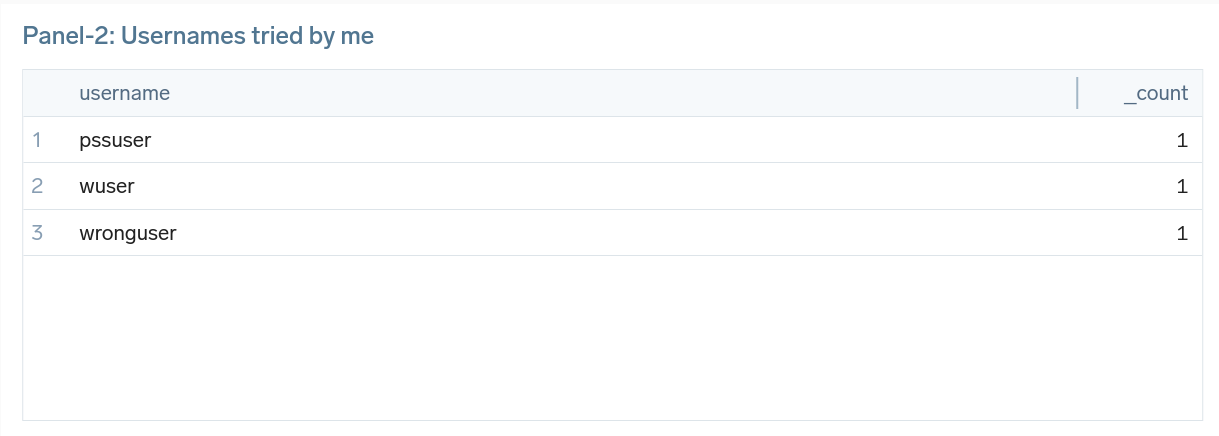 Panel-2: Usernames tried by me
username _count
1 pssuser 1
2 wuser 1
3 wronguser 1